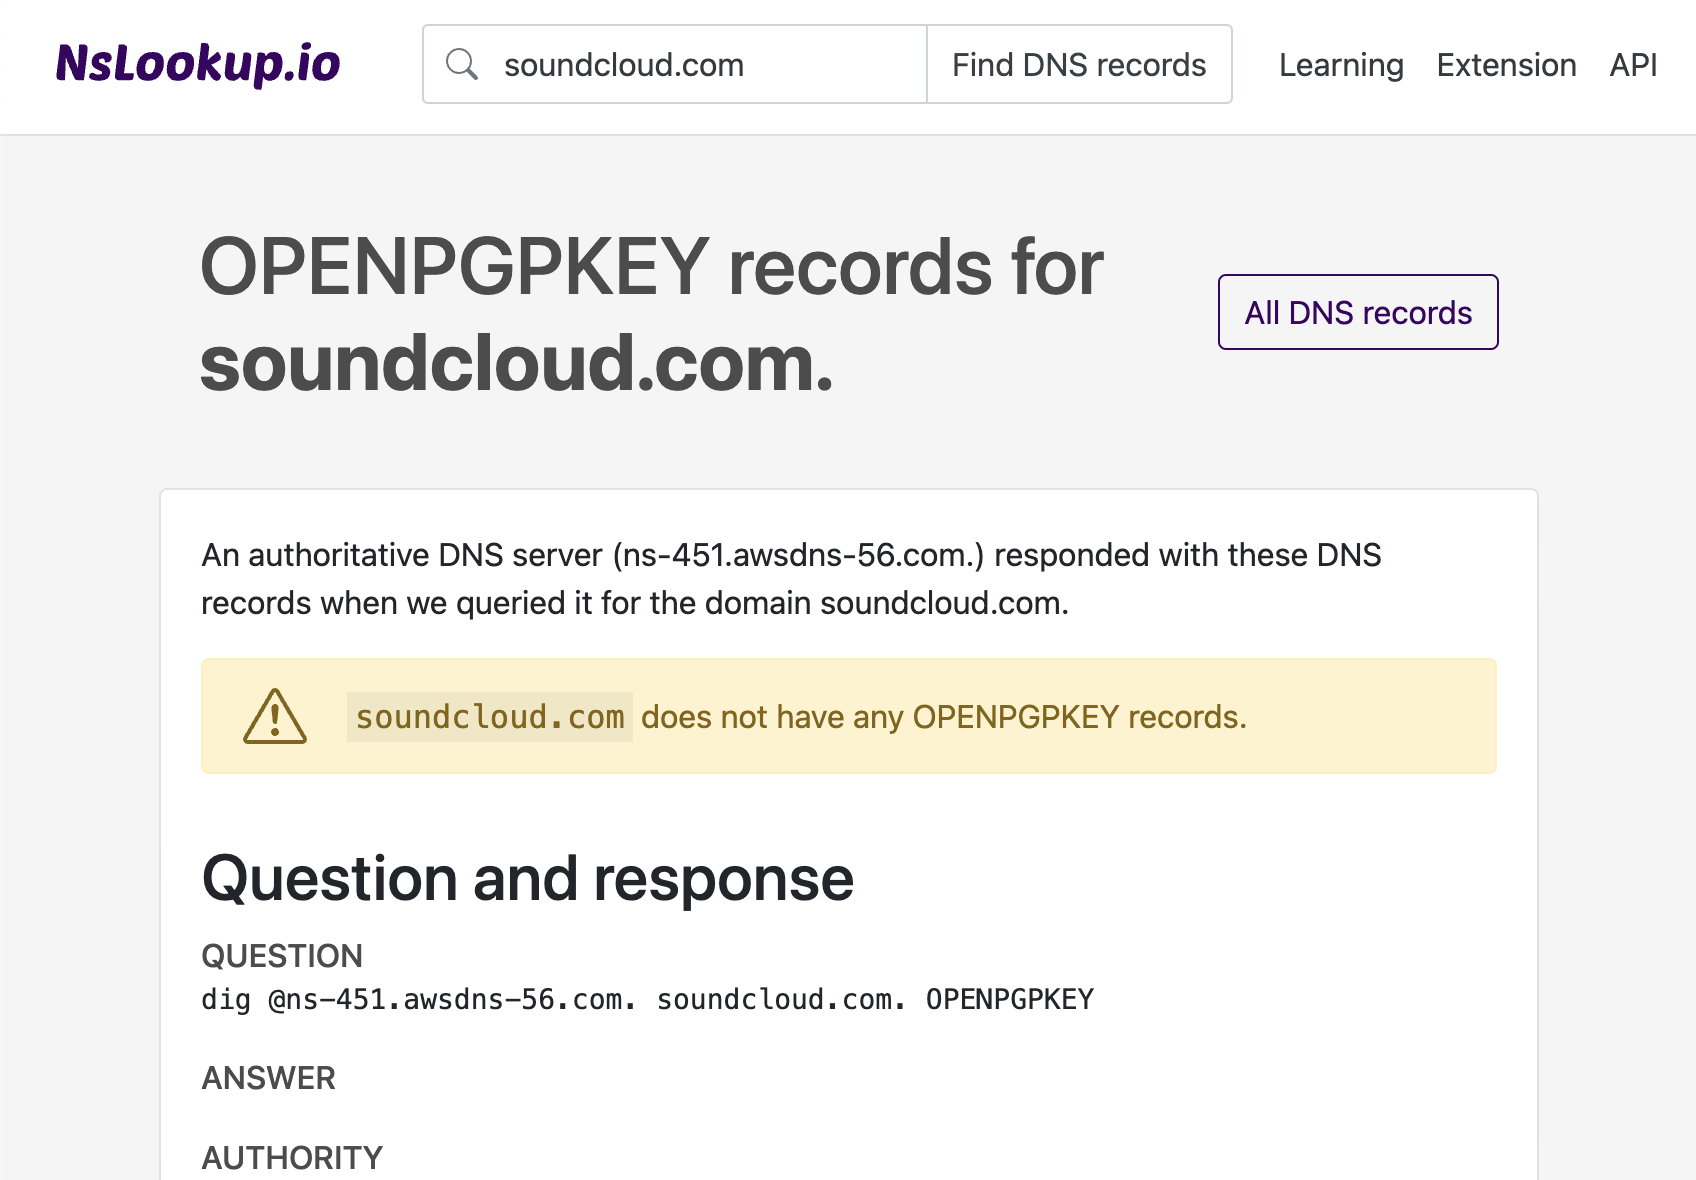 NsLookup.io
soundcloud.com
Find DNS records
Learning
Extension
API
OPENPGPKEY records for
soundcloud.com.
All DNS records
An authoritative DNS server (ns-451.awsdns-56.com.) responded with these DNS
records when we queried it for the domain soundcloud.com.
soundcloud.com does not have any OPENPGPKEY records.
Question and response
QUESTION
dig @ns-451.awsdns-56.com. soundcloud.com. OPENPGPKEY
ANSWER
AUTHORITY